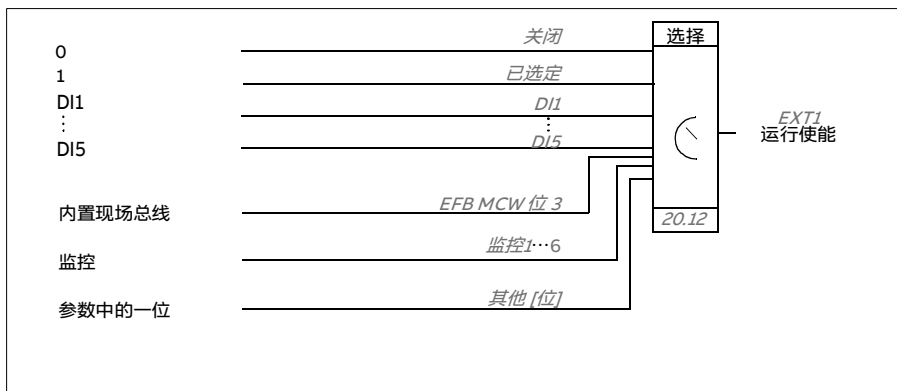 关闭 选择
0
已选定
1
DI1 DI1
EXT1
⋮ ⋮
运行使能
DI5 DI5
内置现场总线 EFB MCW 位 3 20.12
监控 监控1…6
参数中的一位 其他 [位]